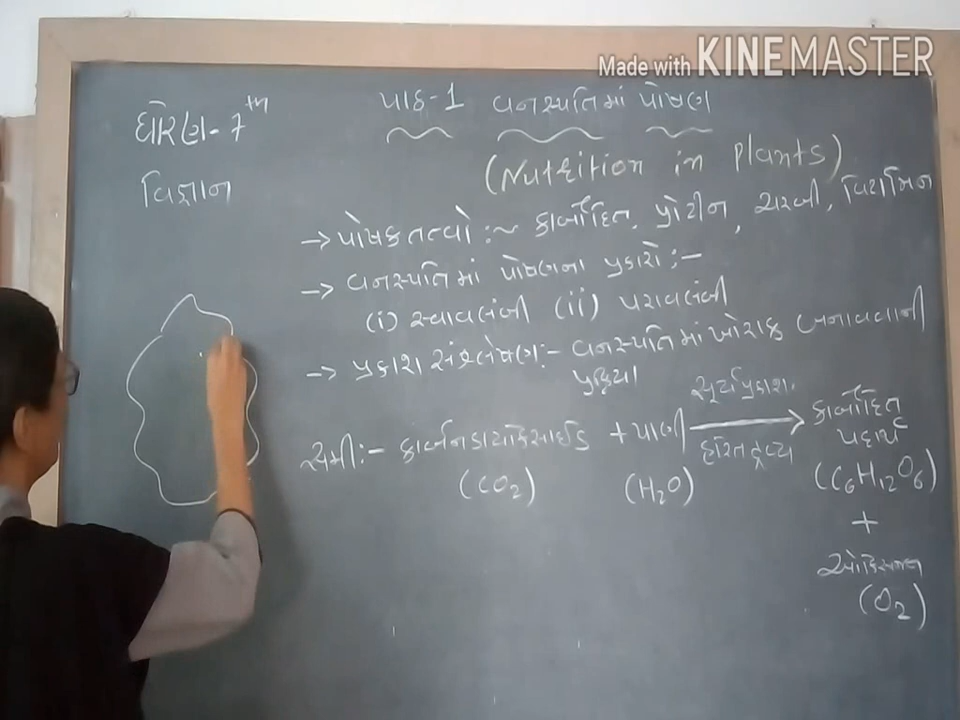 Made with KINEMASTER
ધોરણ-7th
પાઠ-1 વનસ્પતિમાં પોષણ
વિજ્ઞાન
(Nutrition in Plants)
→ પોષકતત્વો :~ કાર્બોદિત, પ્રોટીન, ચરબી, વિટામિન
→ વનસ્પતિમાં પોષણના પ્રકારો :-
(i) સ્વાવલંબી (ii) પરાવલંબી
→ પ્રકાશ સંશ્લેષણ :- વનસ્પતિમાં ખોરાક બનાવવાની
પ્રક્રિયા
સમી :- કાર્બનડાયોકસાઈડ + પાણી સૂર્યપ્રકાશ → કાર્બોદિત
હરિતદ્રવ્ય પદાર્થ
(CO2) (H2O) (C6H12O6)
+
ઓકિસજન
(O2)